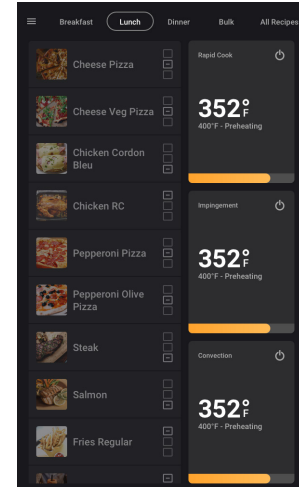 Breakfast
Lunch
Dinner
Bulk
All Recipes
Cheese Pizza
Cheese Veg Pizza
Chicken Cordon
Bleu
Chicken RC
Pepperoni Pizza
Pepperoni Olive
Pizza
Steak
Salmon
Fries Regular
Rapid Cook
352°F
400°F - Preheating
Impingement
352°F
400°F - Preheating
Convection
352°F
400°F - Preheating